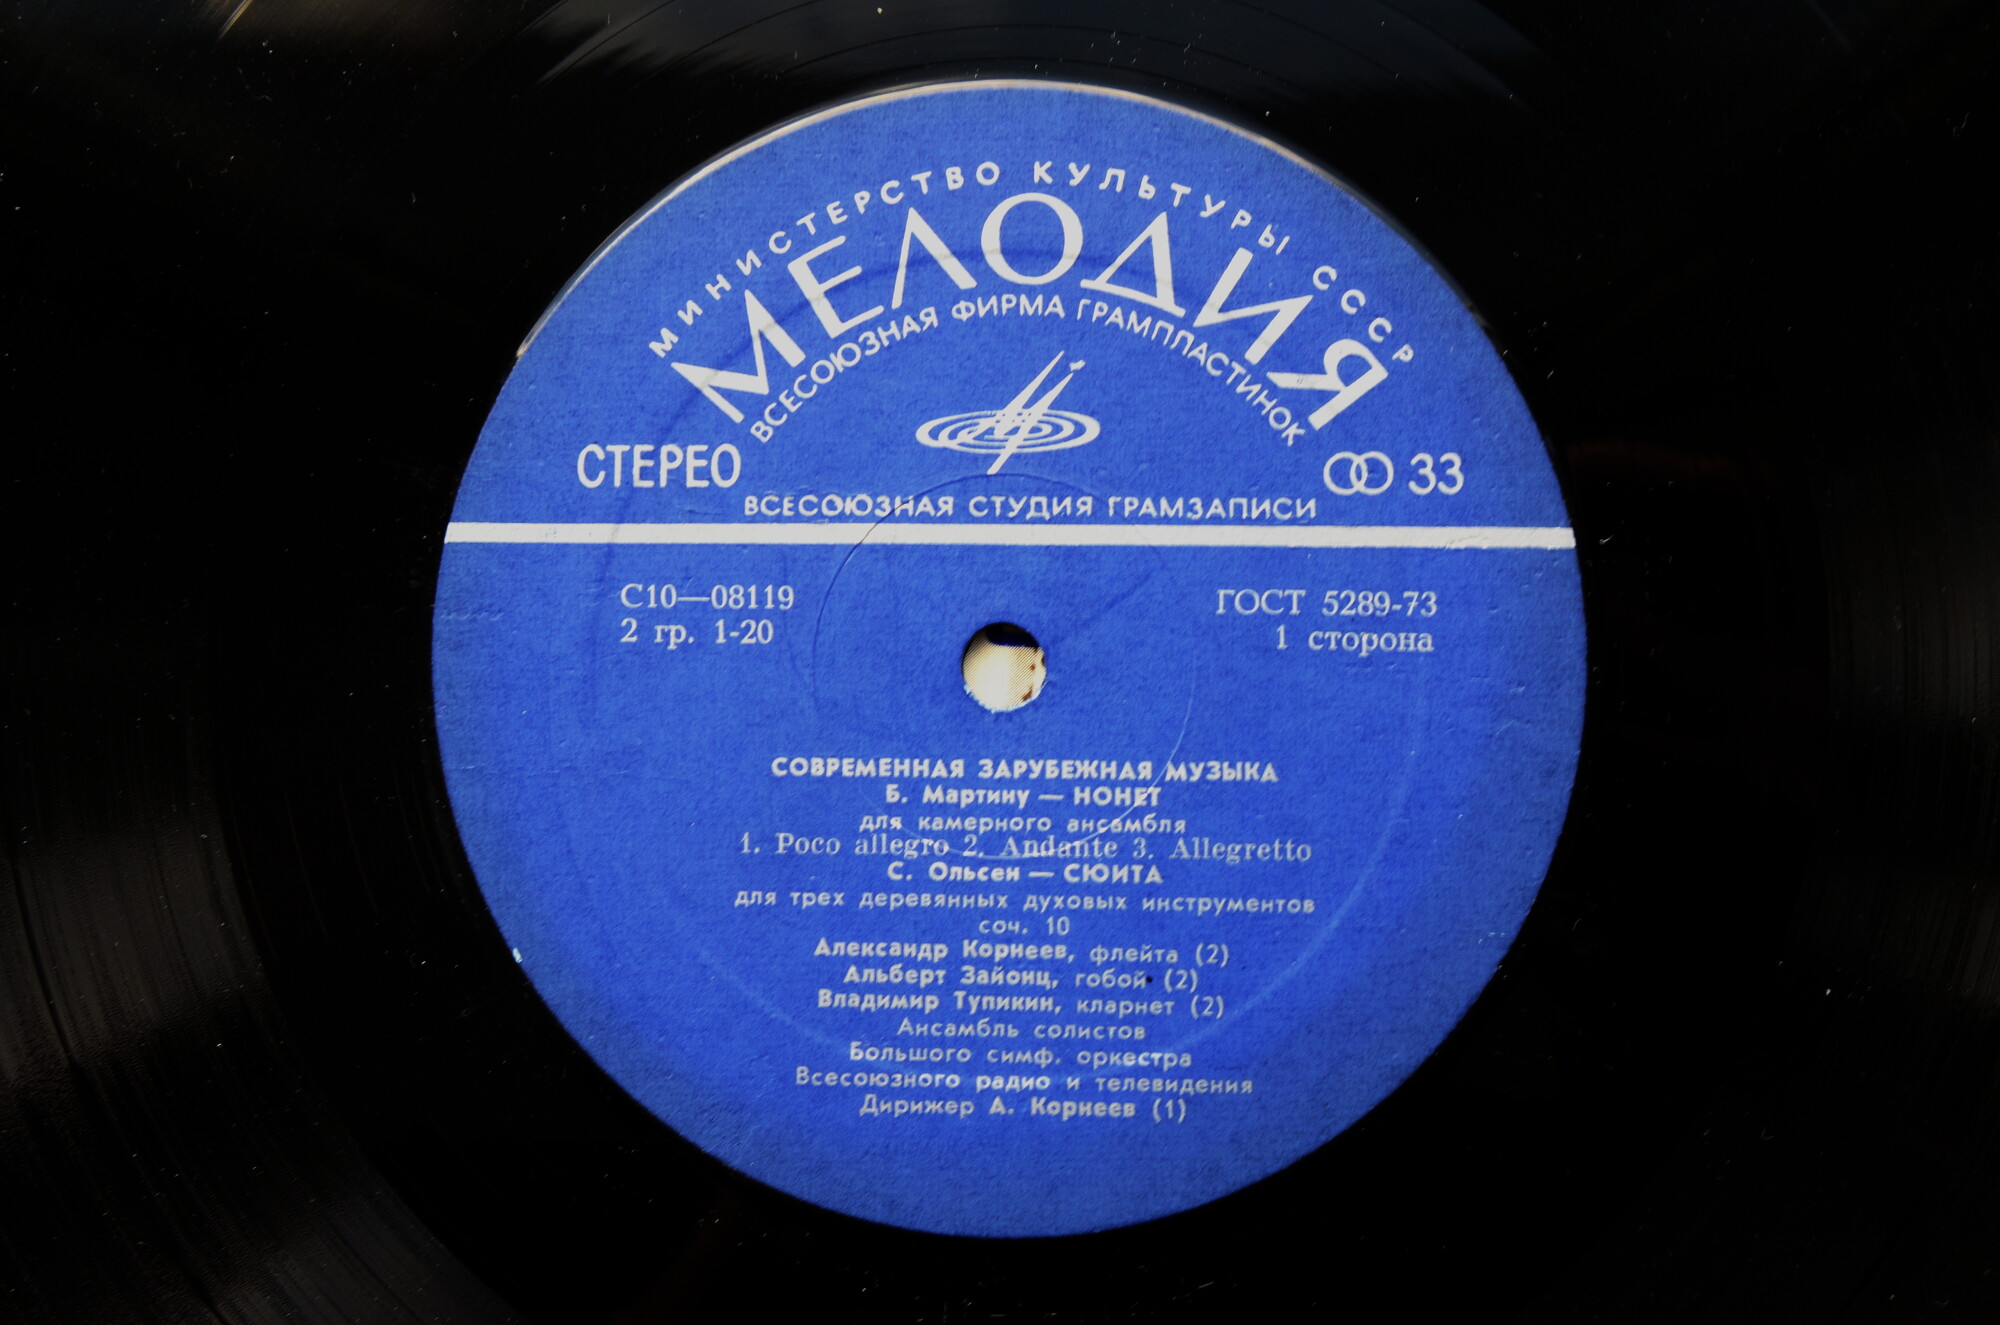 МИНИСТЕРСТВО КУЛЬТУРЫ СССР
МЕЛОДИЯ
ВСЕСОЮЗНАЯ ФИРМА ГРАМПЛАСТИНОК
СТЕРЕО
33
ВСЕСОЮЗНАЯ СТУДИЯ ГРАМЗАПИСИ
С10—08119
2 гр. 1-20
ГОСТ 5289-73
1 сторона
СОВРЕМЕННАЯ ЗАРУБЕЖНАЯ МУЗЫКА
Б. Мартину — НОНЕТ
для камерного ансамбля
1. Poco allegro 2. Andante 3. Allegretto
С. Ольсен — СЮИТА
для трех деревянных духовых инструментов
соч. 10
Александр Корнеев, флейта (2)
Альберт Зайонц, гобой (2)
Владимир Тупикин, кларнет (2)
Ансамбль солистов
Большого симф. оркестра
Всесоюзного радио и телевидения
Дирижер А. Корнеев (1)